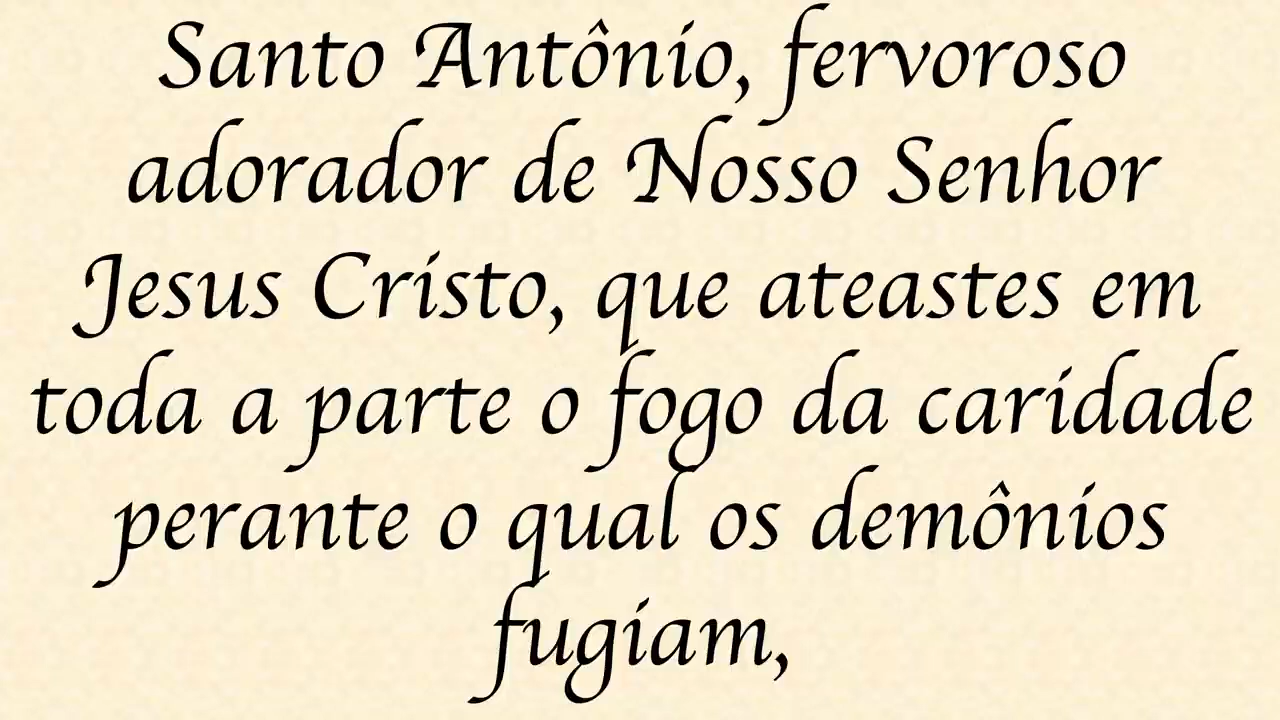 Santo Antônio, fervoroso
adorador de Nosso Senhor
Jesus Cristo, que ateastes em
toda a parte o fogo da caridade
perante o qual os demônios
fugiam,